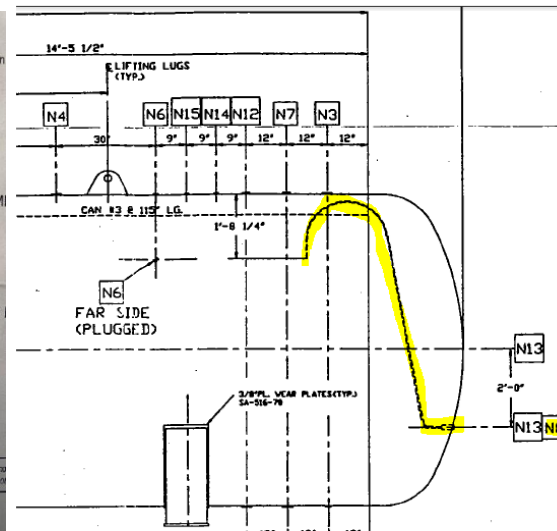 14'-5 1/2"
LIFTING LUGS
(TYP.)
N4 N6 N15 N14 N12 N7 N3
30" 9" 9" 9" 12" 12" 12"
CAN #3 @ 115" LG.
1'-8 1/4"
N6
FAR SIDE
(PLUGGED)
N13
2'-0"
3/8"PL. WEAR PLATES(TYP.)
SA-516-70
N13